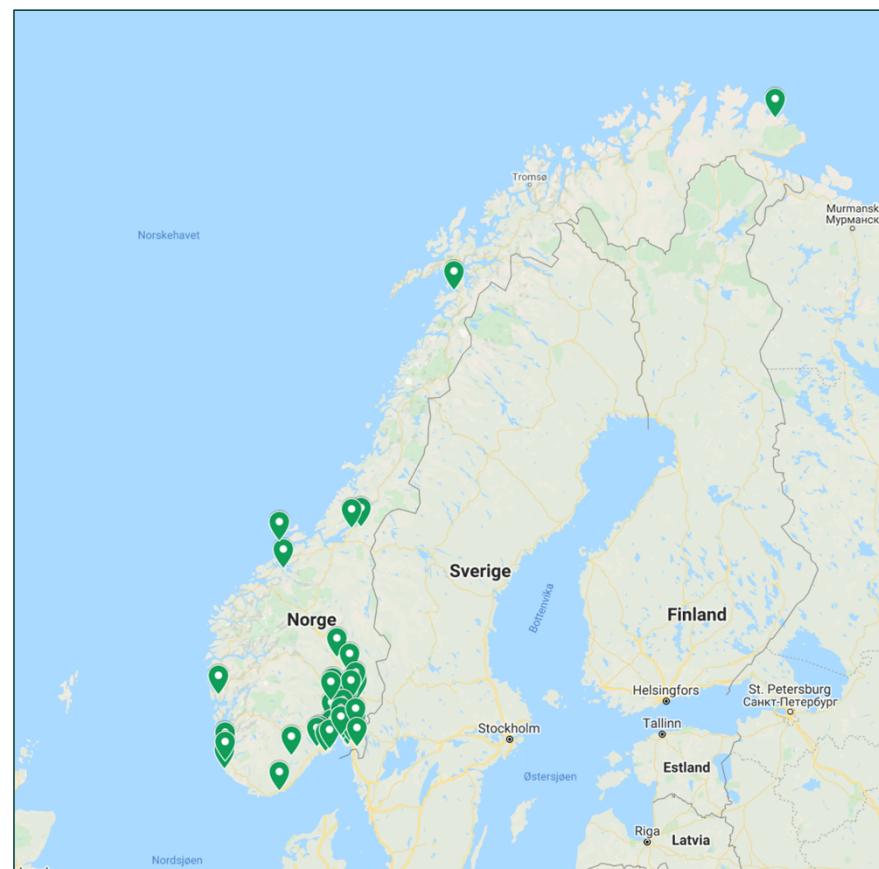 Tromsø
Murmansk
Мурманск
Norskehavet
Sverige
Bottenvika
Norge
Finland
Helsingfors
St. Petersburg
Санкт-Петербург
Tallinn
Stockholm
Estland
Østersjøen
Riga
Latvia
Nordsjøen